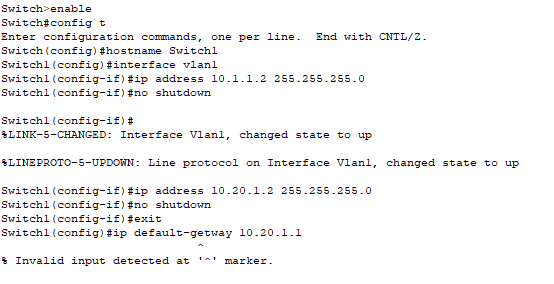 Switch>enable
Switch#config t
Enter configuration commands, one per line.  End with CNTL/Z.
Switch(config)#hostname Switch1
Switch1(config)#interface vlan1
Switch1(config-if)#ip address 10.1.1.2 255.255.255.0
Switch1(config-if)#no shutdown
Switch1(config-if)#
%LINK-5-CHANGED: Interface Vlan1, changed state to up
%LINEPROTO-5-UPDOWN: Line protocol on Interface Vlan1, changed state to up
Switch1(config-if)#ip address 10.20.1.2 255.255.255.0
Switch1(config-if)#no shutdown
Switch1(config-if)#exit
Switch1(config)#ip default-getway 10.20.1.1
^
% Invalid input detected at '^' marker.